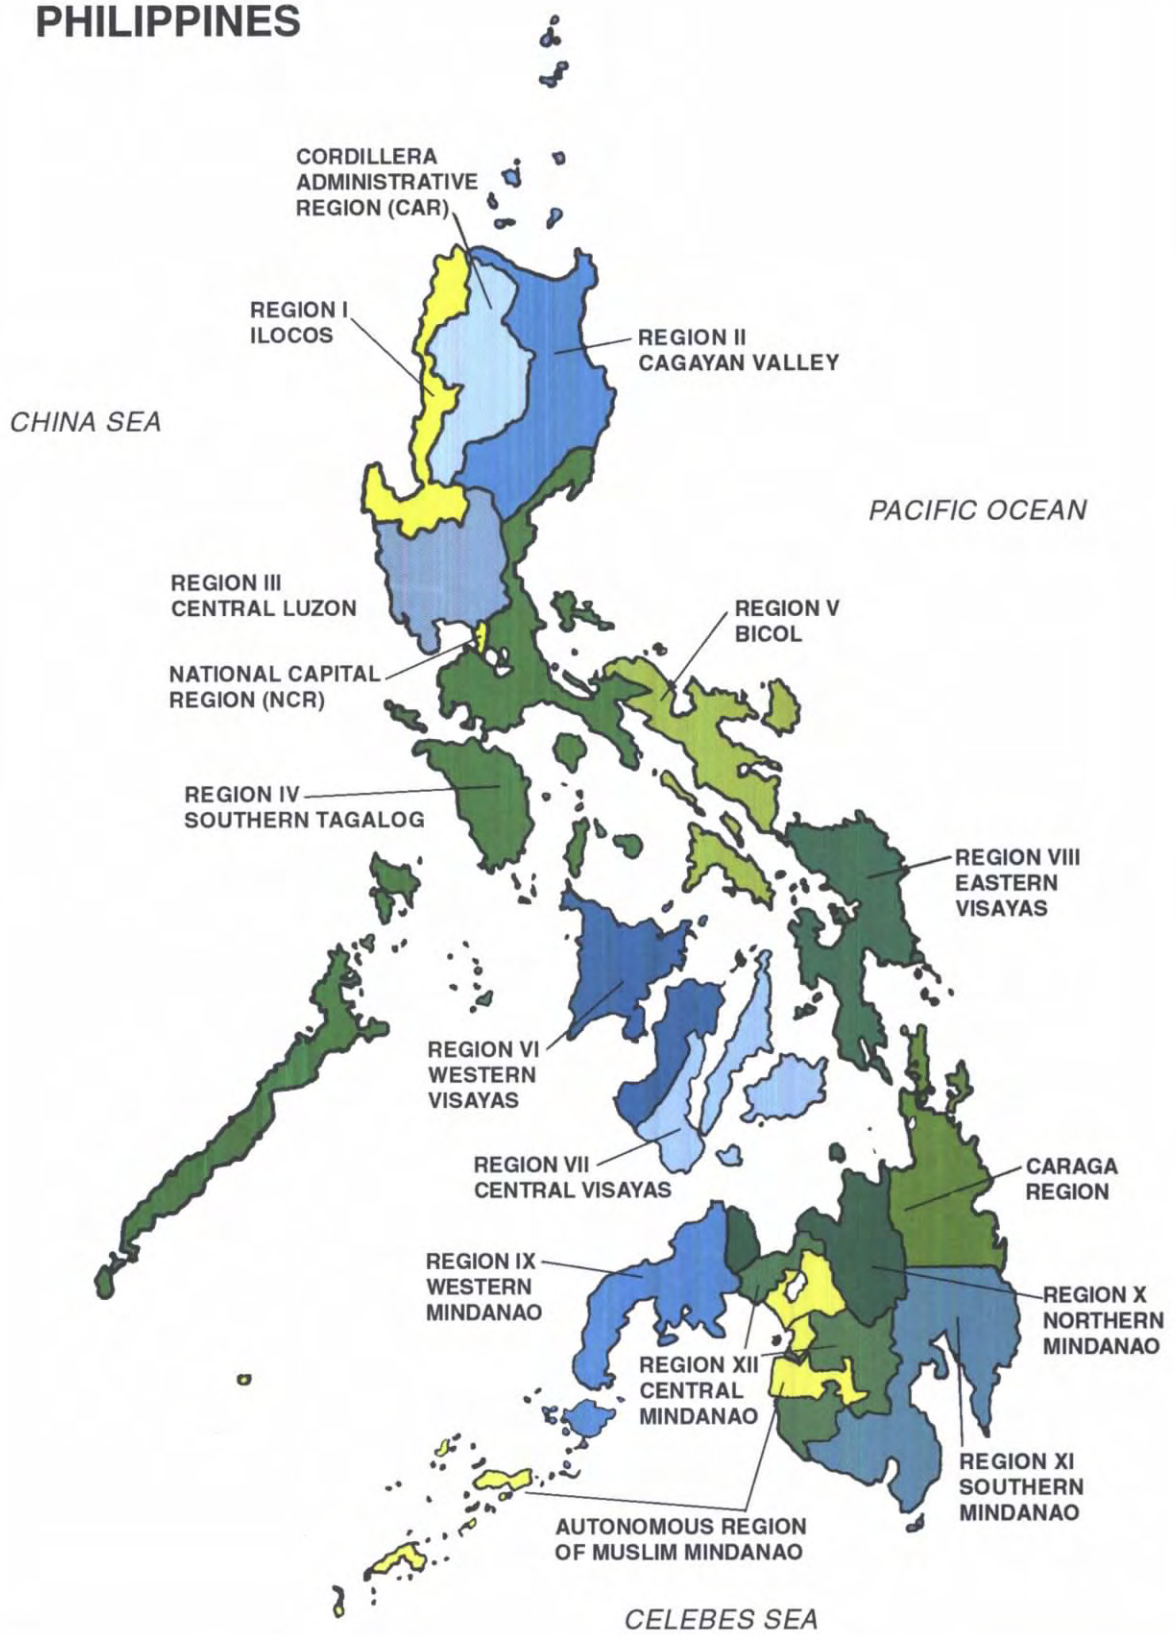 PHILIPPINES
CORDILLERA
ADMINISTRATIVE
REGION (CAR)
REGION I
ILOCOS
REGION II
CAGAYAN VALLEY
CHINA SEA
PACIFIC OCEAN
REGION III
CENTRAL LUZON
REGION V
BICOL
NATIONAL CAPITAL
REGION (NCR)
REGION IV
SOUTHERN TAGALOG
REGION VIII
EASTERN
VISAYAS
REGION VI
WESTERN
VISAYAS
REGION VII
CENTRAL VISAYAS
CARAGA
REGION
REGION IX
WESTERN
MINDANAO
REGION X
NORTHERN
MINDANAO
REGION XII
CENTRAL
MINDANAO
REGION XI
SOUTHERN
MINDANAO
AUTONOMOUS REGION
OF MUSLIM MINDANAO
CELEBES SEA